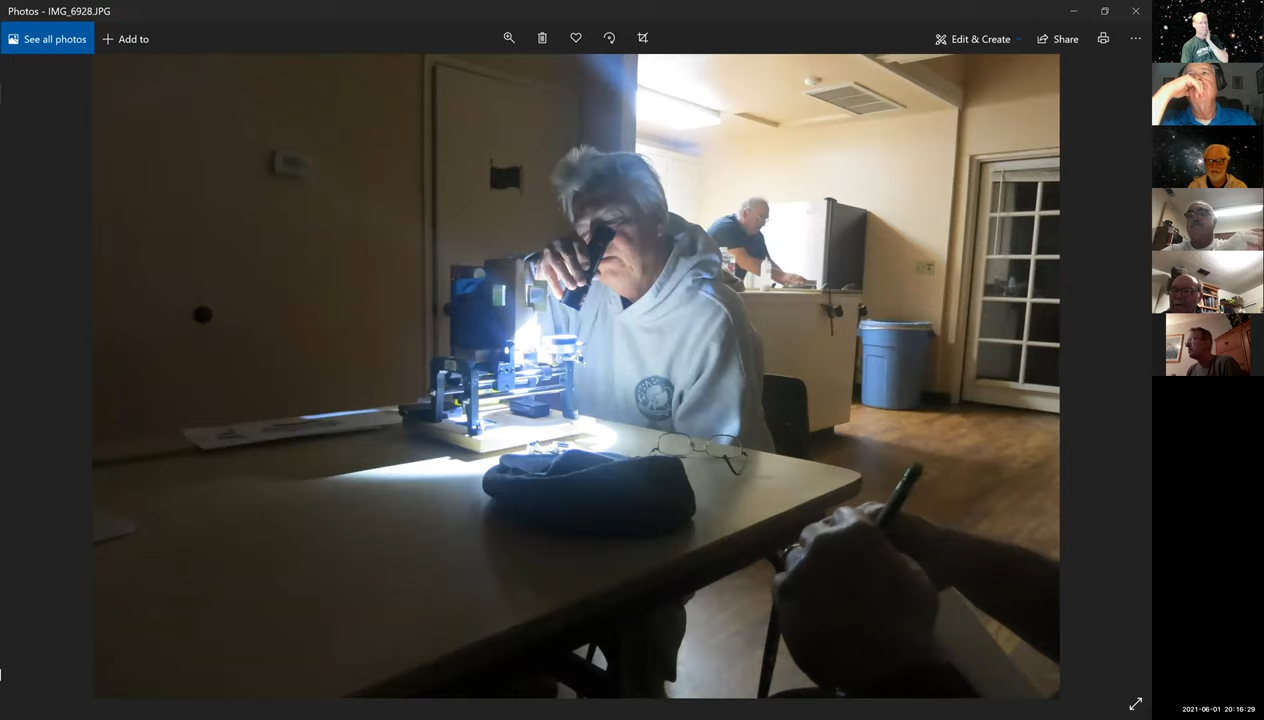 Photos - IMG_6928.JPG
See all photos
Add to
Edit & Create
Share
2021-06-01 20:16:29